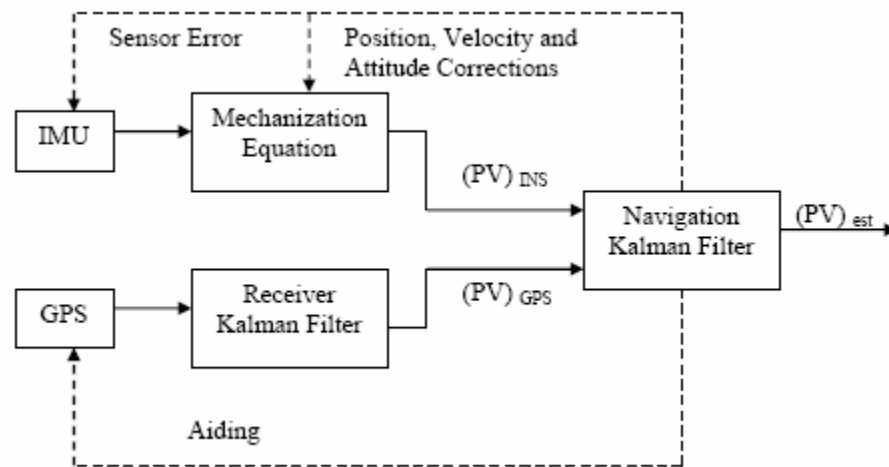 Sensor Error
Position, Velocity and
Attitude Corrections
IMU
Mechanization
Equation
(PV) INS
Navigation
Kalman Filter
(PV) est
GPS
Receiver
Kalman Filter
(PV) GPS
Aiding